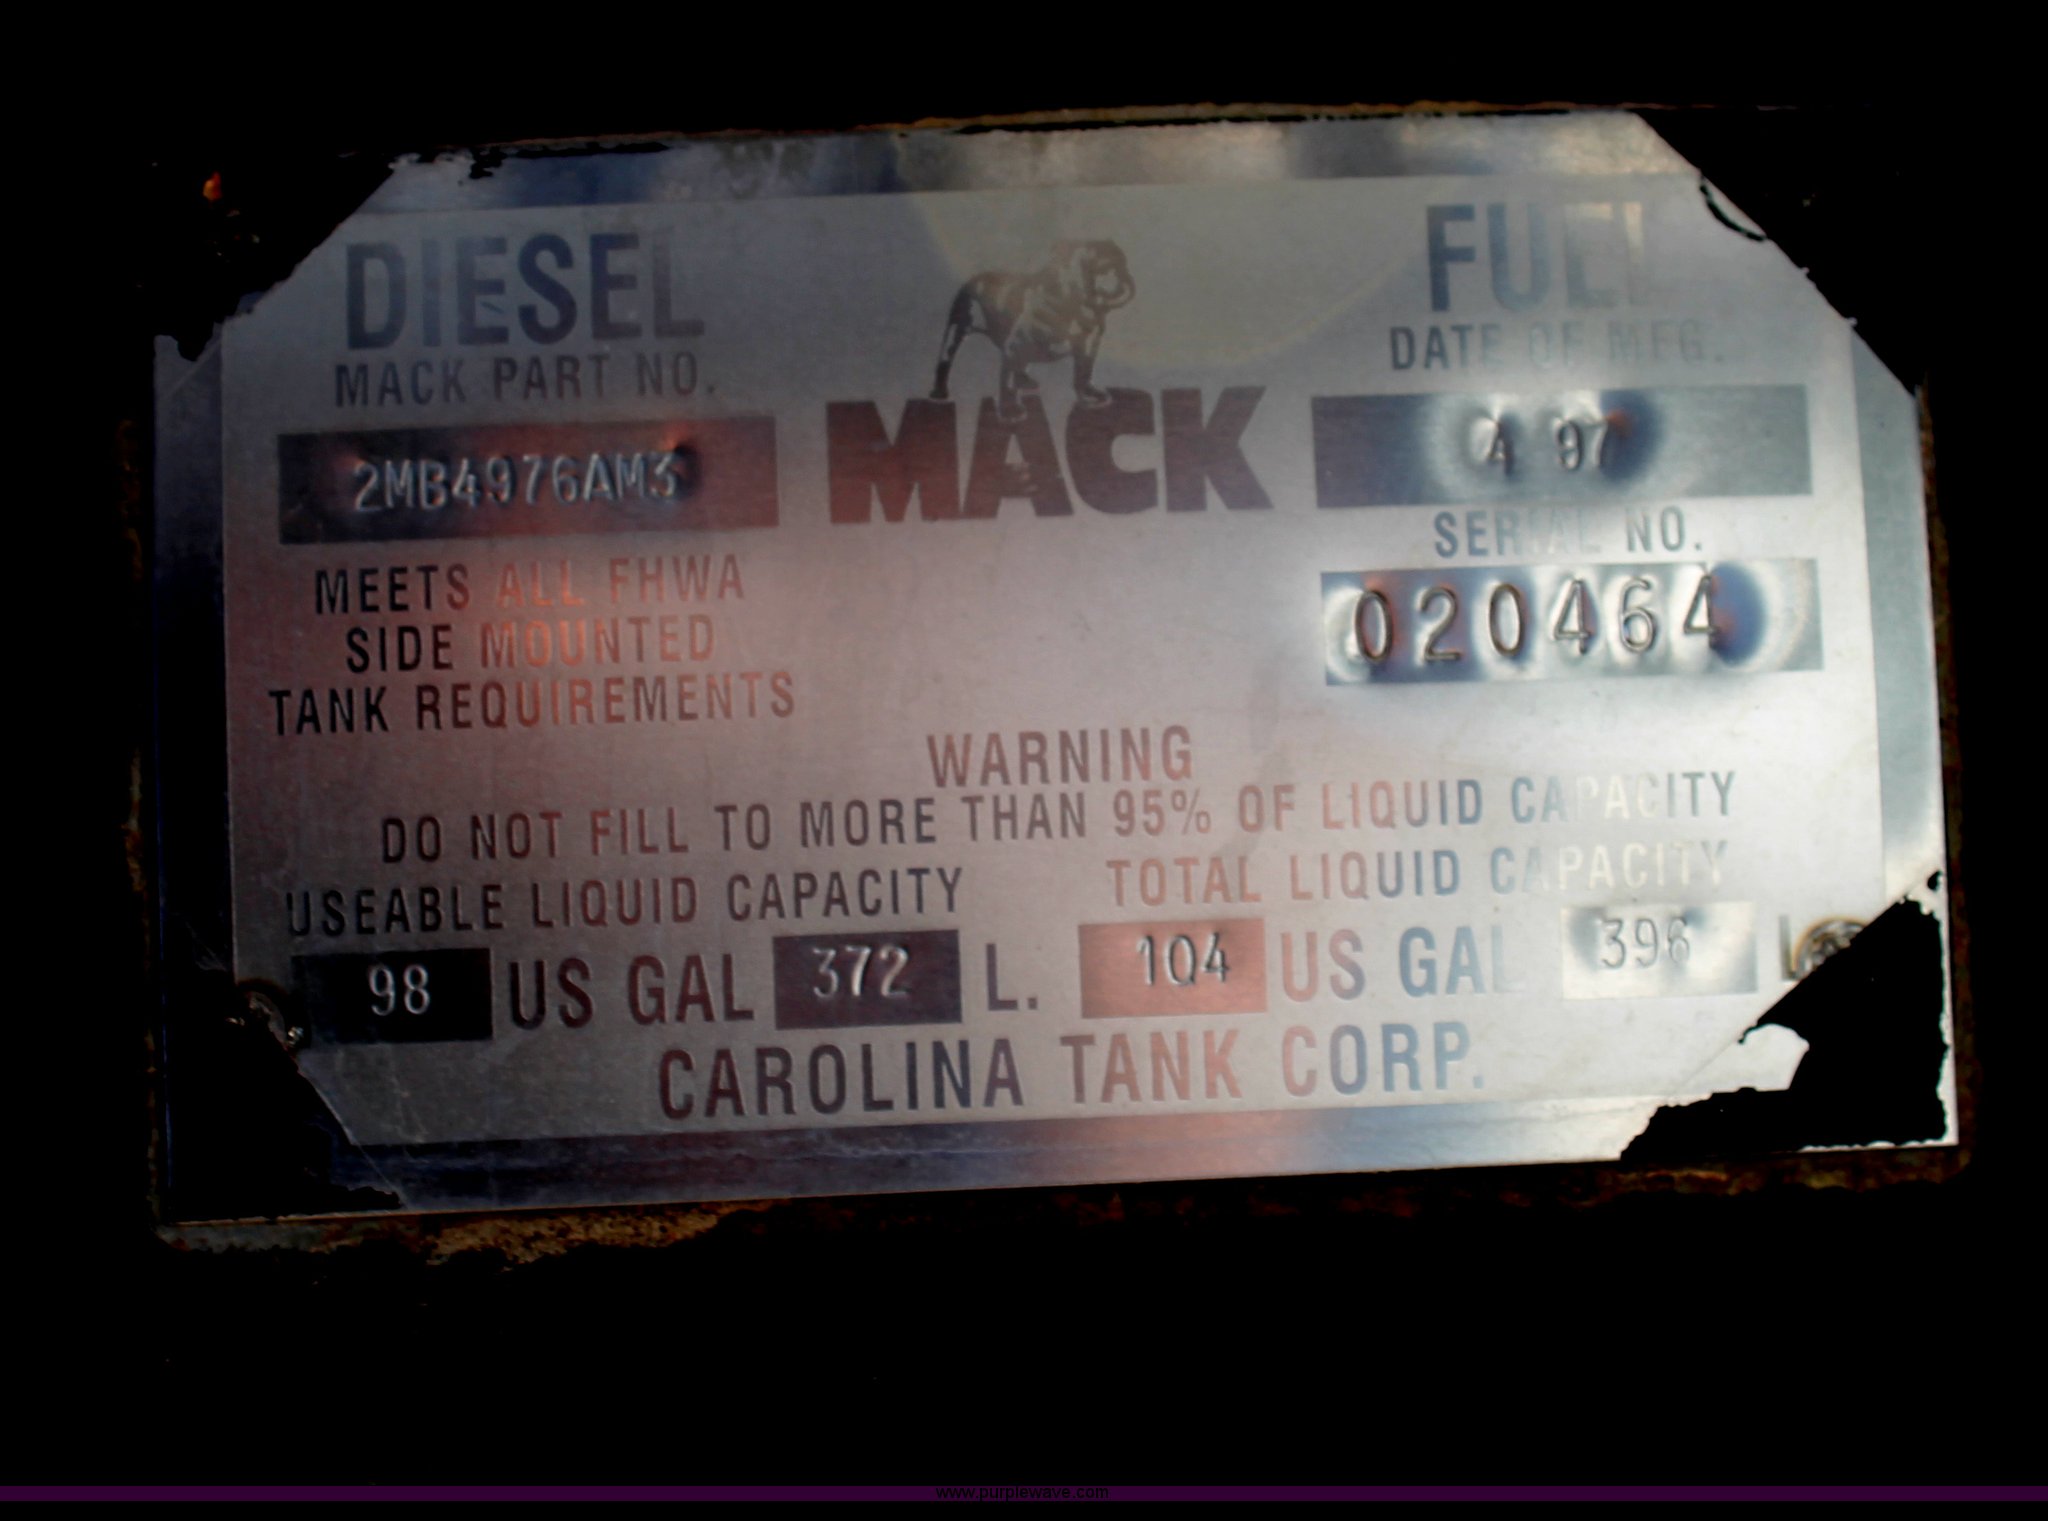 DIESEL
FUEL
MACK PART NO.
DATE OF MFG.
2MB4976AM3
MACK
4 97
SERIAL NO.
020464
MEETS ALL FHWA
SIDE MOUNTED
TANK REQUIREMENTS
WARNING
DO NOT FILL TO MORE THAN 95% OF LIQUID CAPACITY
USEABLE LIQUID CAPACITY TOTAL LIQUID CAPACITY
98 US GAL 372 L. 104 US GAL 396 L
CAROLINA TANK CORP.
www.purplewave.com